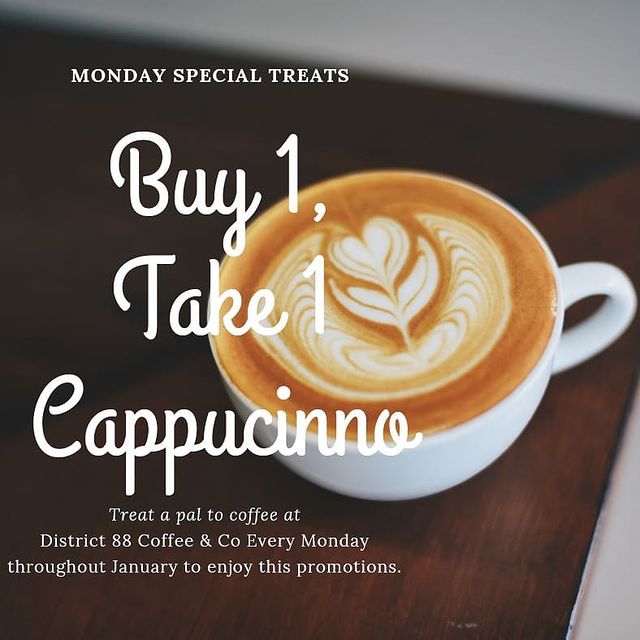 MONDAY SPECIAL TREATS
Buy 1,
Take 1
Cappucinno
Treat a pal to coffee at
District 88 Coffee & Co Every Monday
throughout January to enjoy this promotions.